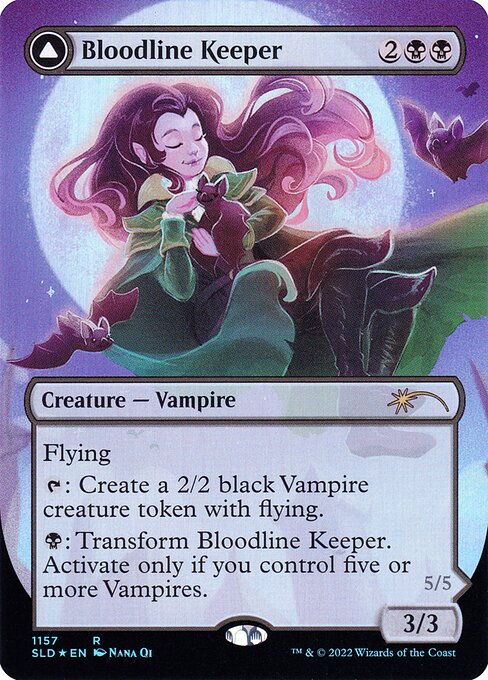 Bloodline Keeper 2
Creature — Vampire
Flying
: Create a 2/2 black Vampire
creature token with flying.
: Transform Bloodline Keeper.
Activate only if you control five or
more Vampires.
5/5
3/3
1157 R
SLD ★ EN Nana Qi
™ & © 2022 Wizards of the Coast